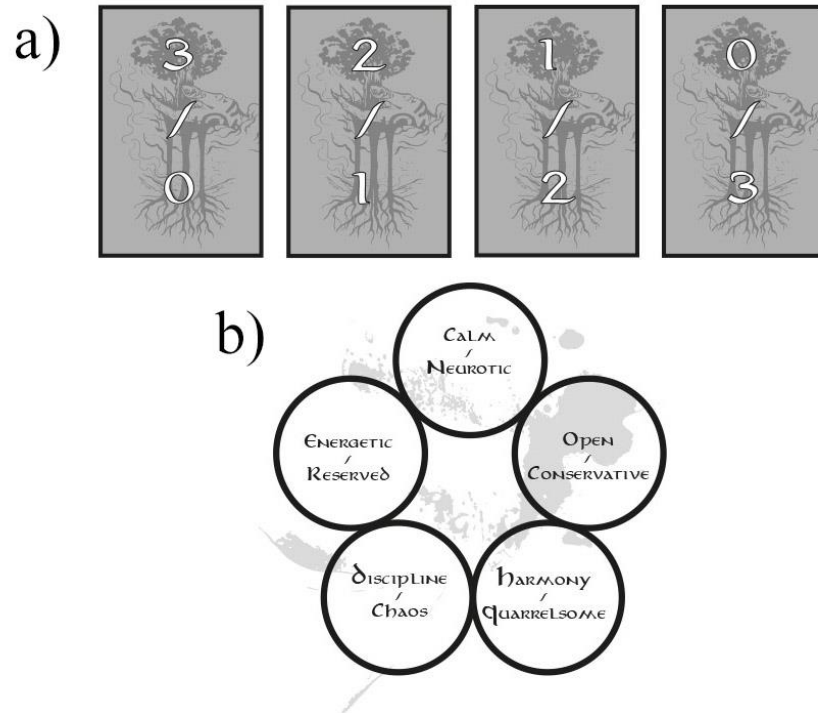 a)
3 2 1 0
/ / / /
0 1 2 3
b)
Calm
/
Neurotic
Energetic
/
Reserved
Open
/
Conservative
Discipline
/
Chaos
Harmony
/
Quarrelsome